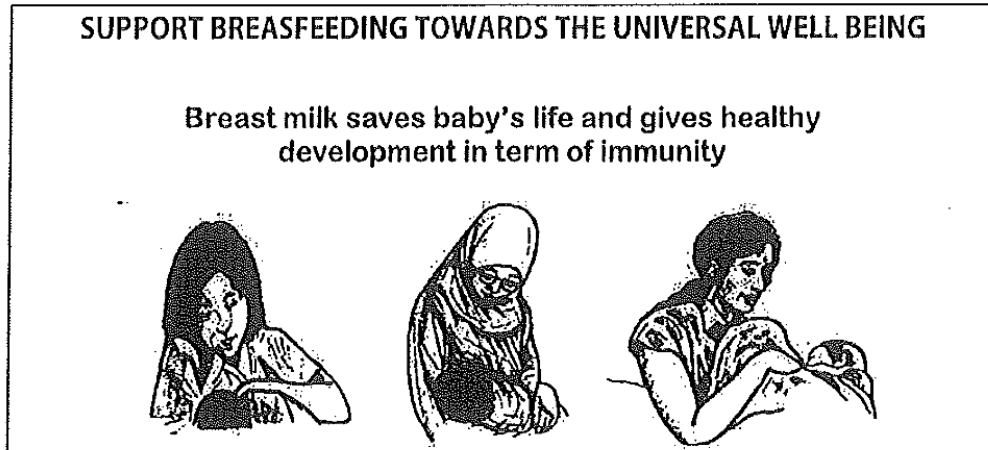 SUPPORT BREASFEEDING TOWARDS THE UNIVERSAL WELL BEING
Breast milk saves baby's life and gives healthy
development in term of immunity